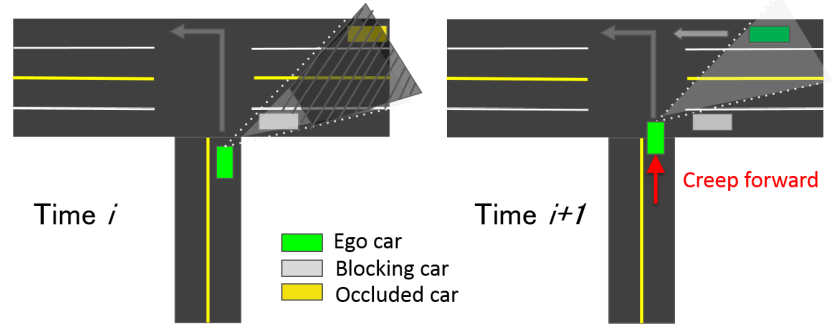 Time i
Time i+1
Creep forward
Ego car
Blocking car
Occluded car